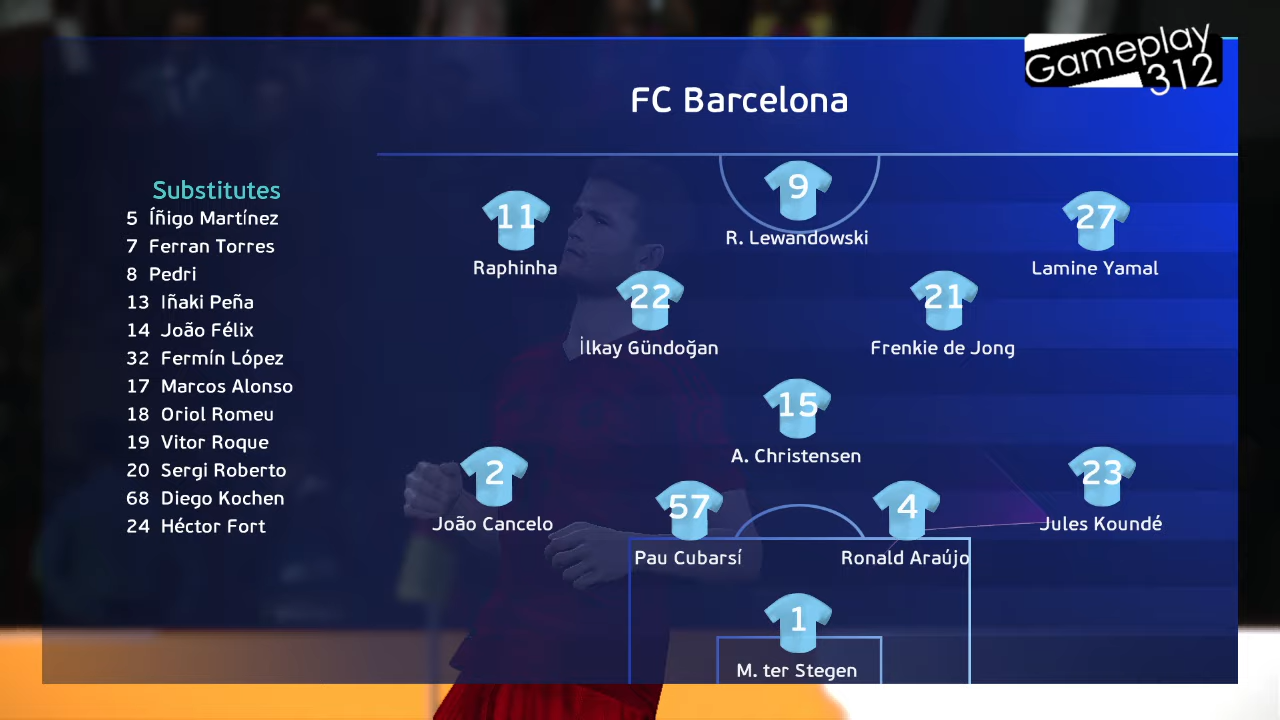 Gameplay
312
FC Barcelona
Substitutes
5 Íñigo Martínez
7 Ferran Torres
8 Pedri
13 Iñaki Peña
14 João Félix
32 Fermín López
17 Marcos Alonso
18 Oriol Romeu
19 Vitor Roque
20 Sergi Roberto
68 Diego Kochen
24 Héctor Fort
9
R. Lewandowski
11
Raphinha
27
Lamine Yamal
22
İlkay Gündoğan
21
Frenkie de Jong
15
A. Christensen
2
João Cancelo
23
Jules Koundé
57
Pau Cubarsí
4
Ronald Araújo
1
M. ter Stegen